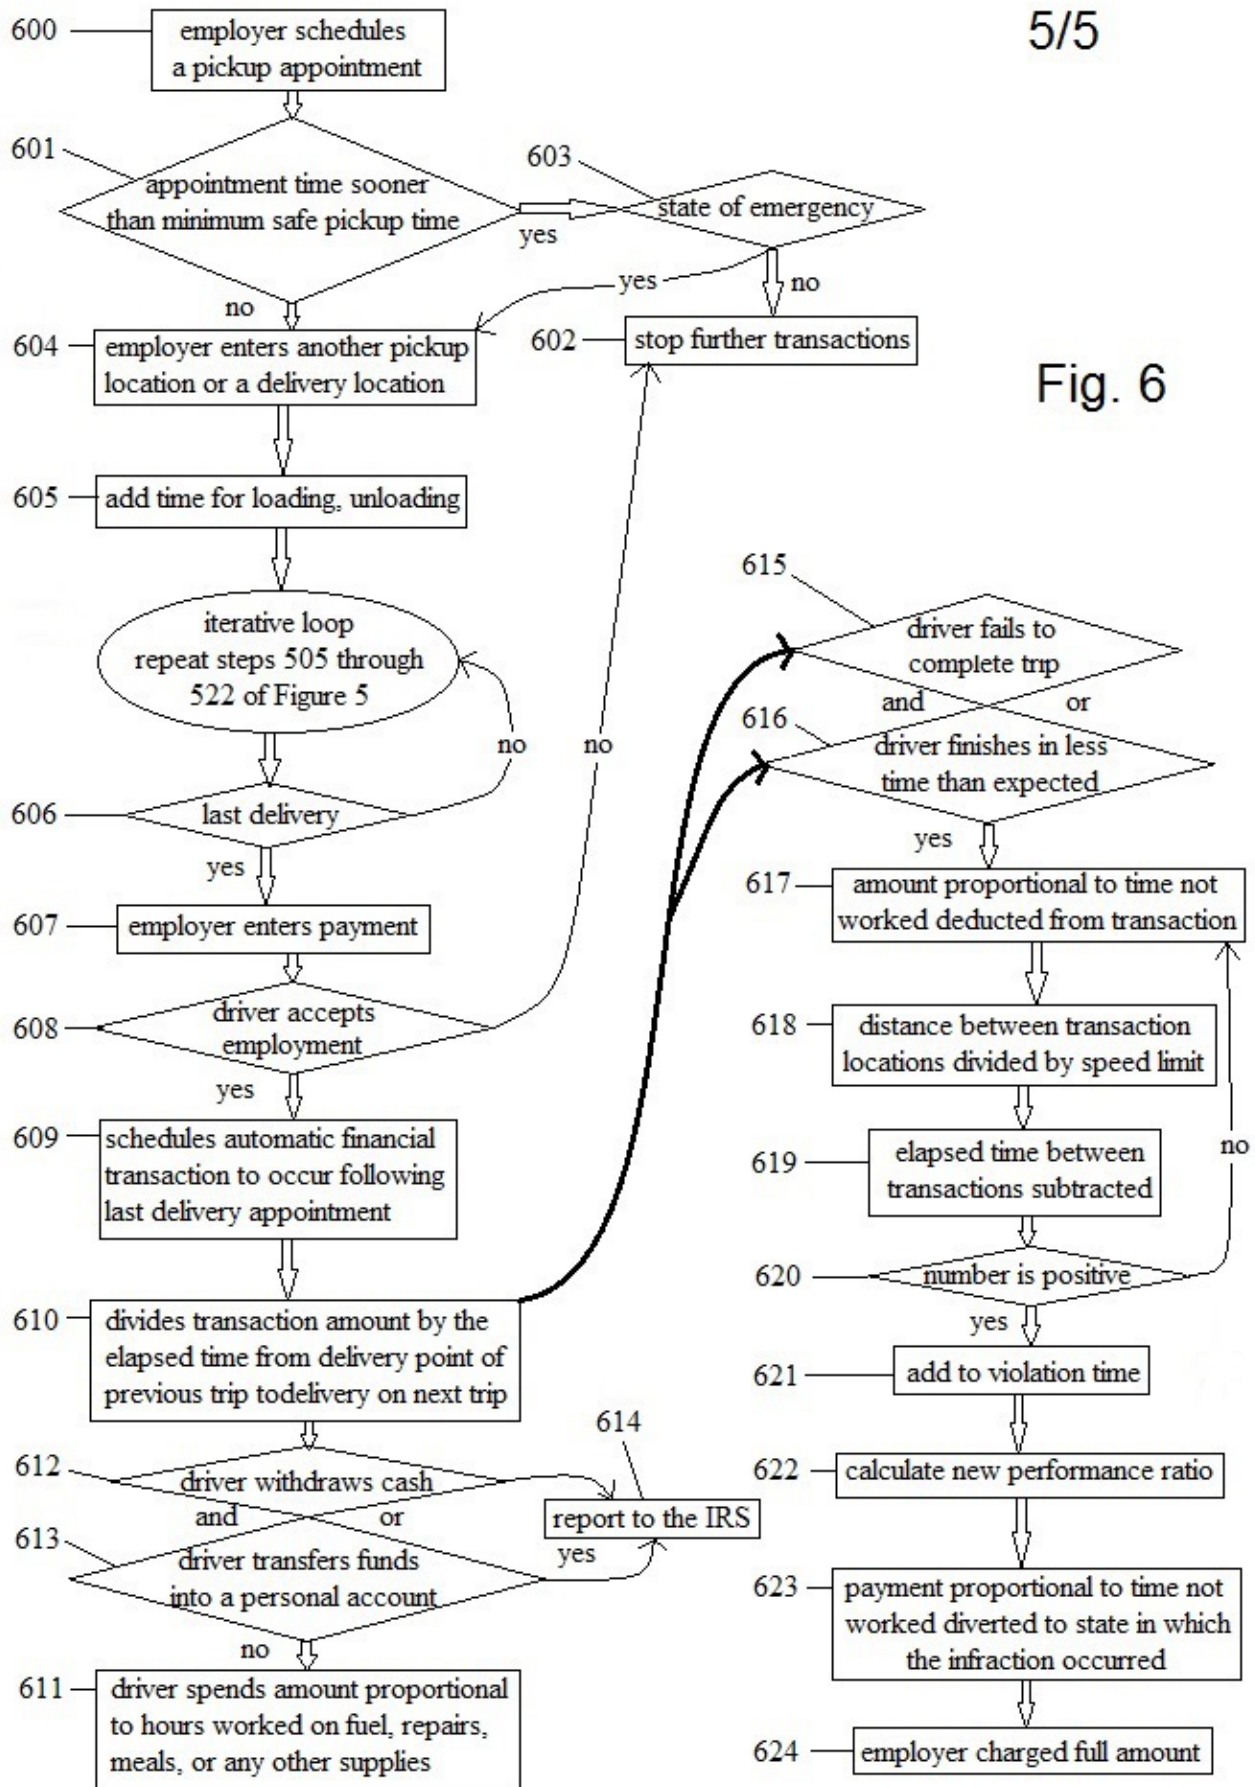 5/5
Fig. 6
600
employer schedules
a pickup appointment
601
appointment time sooner
than minimum safe pickup time
yes
603
state of emergency
yes
no
no
602
stop further transactions
604
employer enters another pickup
location or a delivery location
605
add time for loading, unloading
iterative loop
repeat steps 505 through
522 of Figure 5
no
no
606
last delivery
yes
607
employer enters payment
608
driver accepts
employment
yes
609
schedules automatic financial
transaction to occur following
last delivery appointment
610
divides transaction amount by the
elapsed time from delivery point of
previous trip todelivery on next trip
612
driver withdraws cash
and
or
613
driver transfers funds
into a personal account
614
report to the IRS
yes
no
611
driver spends amount proportional
to hours worked on fuel, repairs,
meals, or any other supplies
615
driver fails to
complete trip
and
or
616
driver finishes in less
time than expected
yes
617
amount proportional to time not
worked deducted from transaction
618
distance between transaction
locations divided by speed limit
619
elapsed time between
transactions subtracted
no
620
number is positive
yes
621
add to violation time
622
calculate new performance ratio
623
payment proportional to time not
worked diverted to state in which
the infraction occurred
624
employer charged full amount